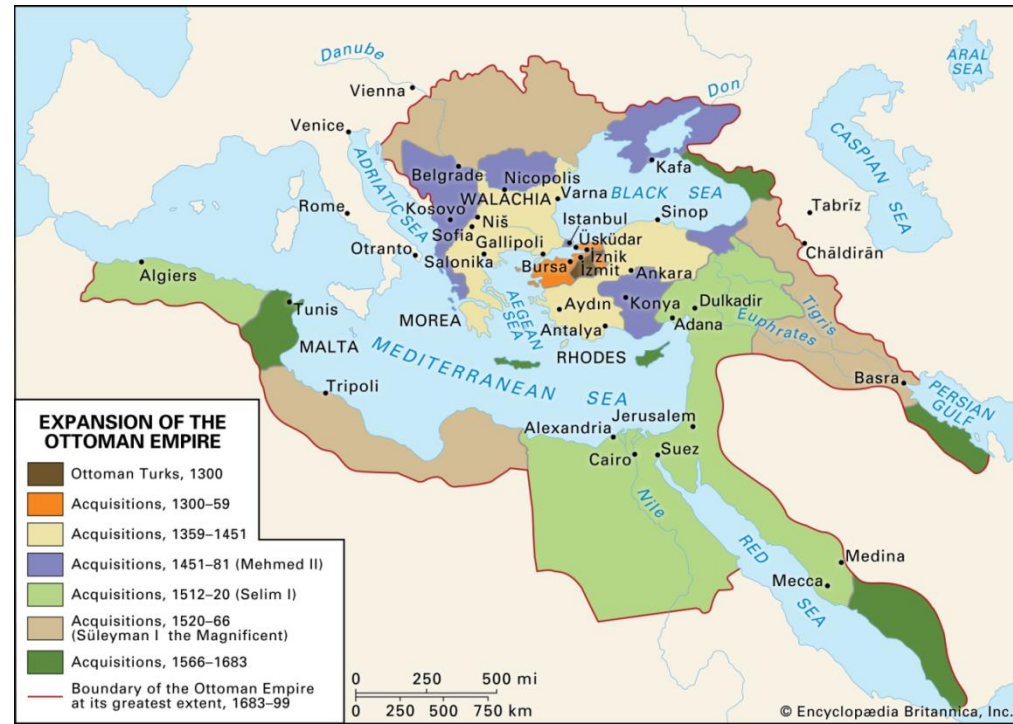 ARAL
SEA
Danube
Don
Vienna
CASPIAN
SEA
Venice
ADRIATIC SEA
Belgrade
Nicopolis
Kafa
WALACHIA
Varna
BLACK SEA
Rome
Kosovo
Niš
Istanbul
Sinop
Tabrīz
Sofia
Üsküdar
Otranto
Gallipoli
İznik
Chāldirān
Salonika
Bursa
İzmit
Ankara
Algiers
AEGEAN
SEA
Aydın
Konya
Dulkadir
Tigris
Tunis
MOREA
Antalya
Adana
Euphrates
MALTA
RHODES
MEDITERRANEAN SEA
Basra
PERSIAN
GULF
Tripoli
Jerusalem
Alexandria
Cairo
Suez
Nile
RED
SEA
Medina
Mecca
EXPANSION OF THE
OTTOMAN EMPIRE
Ottoman Turks, 1300
Acquisitions, 1300–59
Acquisitions, 1359–1451
Acquisitions, 1451–81 (Mehmed II)
Acquisitions, 1512–20 (Selim I)
Acquisitions, 1520–66
(Süleyman I the Magnificent)
Acquisitions, 1566–1683
Boundary of the Ottoman Empire
at its greatest extent, 1683–99
0 250 500 mi
0 250 500 750 km
© Encyclopædia Britannica, Inc.